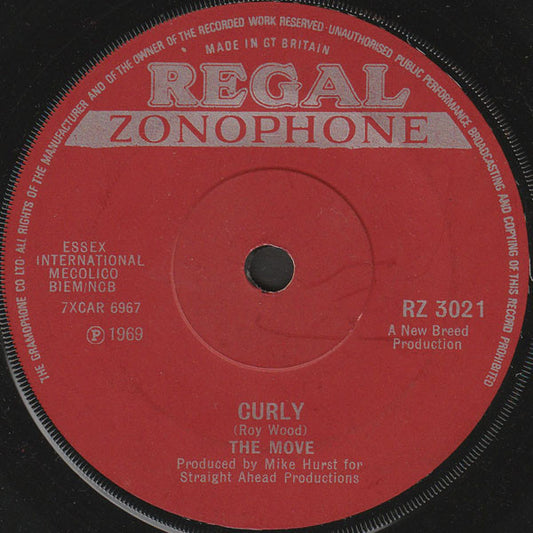 THE GRAMOPHONE CO LTD· ALL RIGHTS OF THE MANUFACTURER AND OF THE OWNER OF THE RECORDED WORK RESERVED· UNAUTHORISED PUBLIC PERFORMANCE BROADCASTING AND COPYING OF THIS RECORD PROHIBITED
MADE IN GT BRITAIN
REGAL
ZONOPHONE
ESSEX
INTERNATIONAL
MECOLICO
BIEM/NCB
7XCAR 6967
℗ 1969
RZ 3021
A New Breed
Production
CURLY
(Roy Wood)
THE MOVE
Produced by Mike Hurst for
Straight Ahead Productions